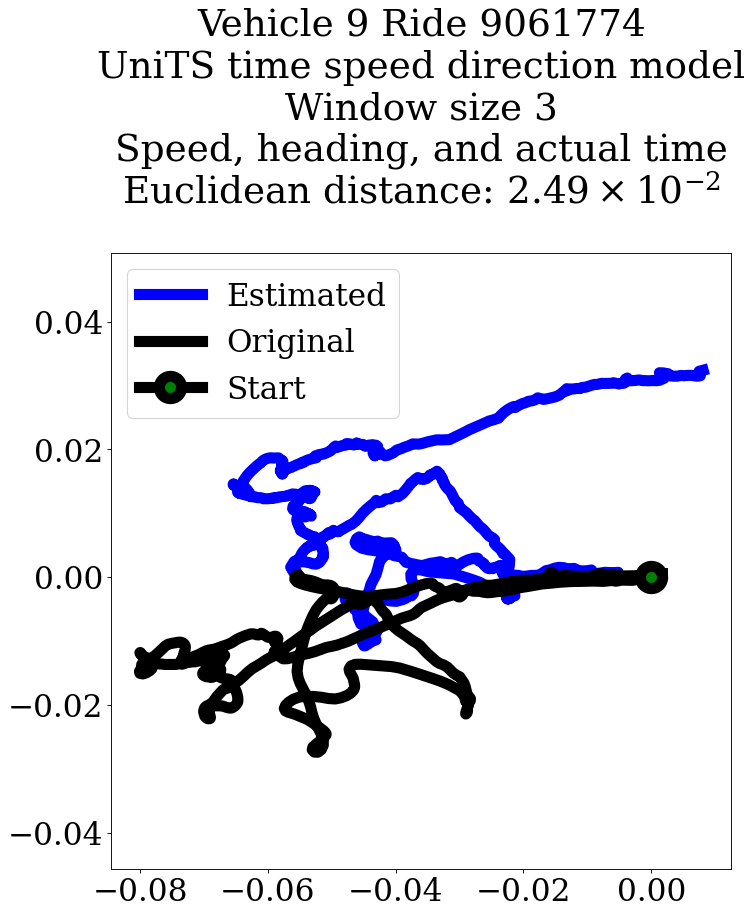 Vehicle 9 Ride 9061774
UniTS time speed direction model
Window size 3
Speed, heading, and actual time
Euclidean distance: 2.49 × 10⁻²
Estimated
Original
Start
0.04
0.02
0.00
−0.02
−0.04
−0.08 −0.06 −0.04 −0.02 0.00